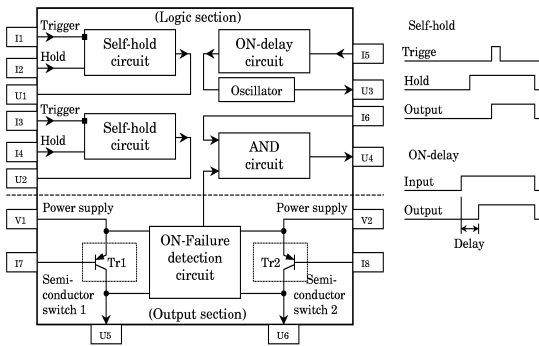 (Logic section)
I1
Trigger
Self-hold
circuit
I2
Hold
U1
I3
Trigger
Self-hold
circuit
I4
Hold
U2
ON-delay
circuit
I5
Oscillator
U3
I6
AND
circuit
U4
V1
Power supply
Power supply
V2
ON-Failure
detection
circuit
I7
Tr1
Tr2
I8
Semi-
conductor
switch 1
Semi-
conductor
switch 2
(Output section)
U5
U6
Self-hold
Trigge
Hold
Output
ON-delay
Input
Output
Delay